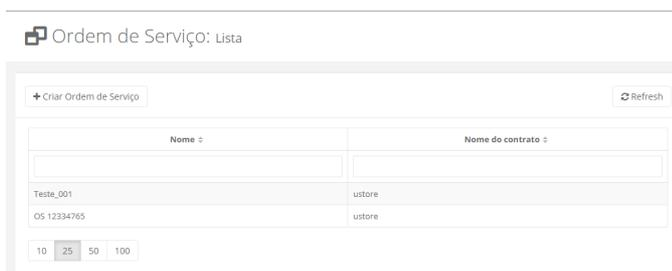 Ordem de Serviço: Lista
Criar Ordem de Serviço Refresh
Nome Nome do contrato
Teste_001 ustore
OS 12334765 ustore
10 25 50 100